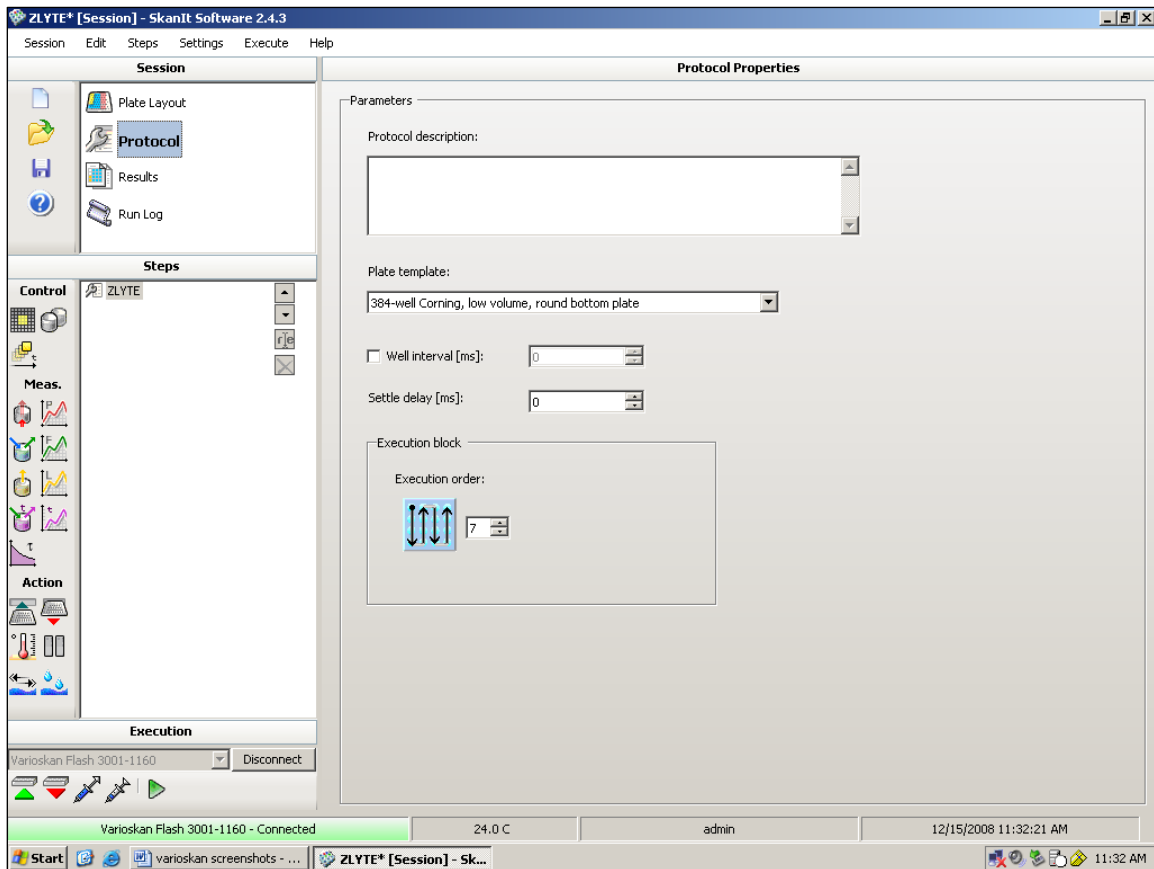 ZLYTE* [Session] - SkanIt Software 2.4.3
Session Edit Steps Settings Execute Help
Session
Plate Layout
Protocol
Results
Run Log
Steps
Control
ZLYTE
Meas.
Action
Execution
Varioskan Flash 3001-1160
Disconnect
Protocol Properties
Parameters
Protocol description:
Plate template:
384-well Corning, low volume, round bottom plate
Well interval [ms]: 0
Settle delay [ms]: 0
Execution block
Execution order:
7
Varioskan Flash 3001-1160 - Connected 24.0 C admin 12/15/2008 11:32:21 AM
Start varioskan screenshots - ... ZLYTE* [Session] - Sk... 11:32 AM